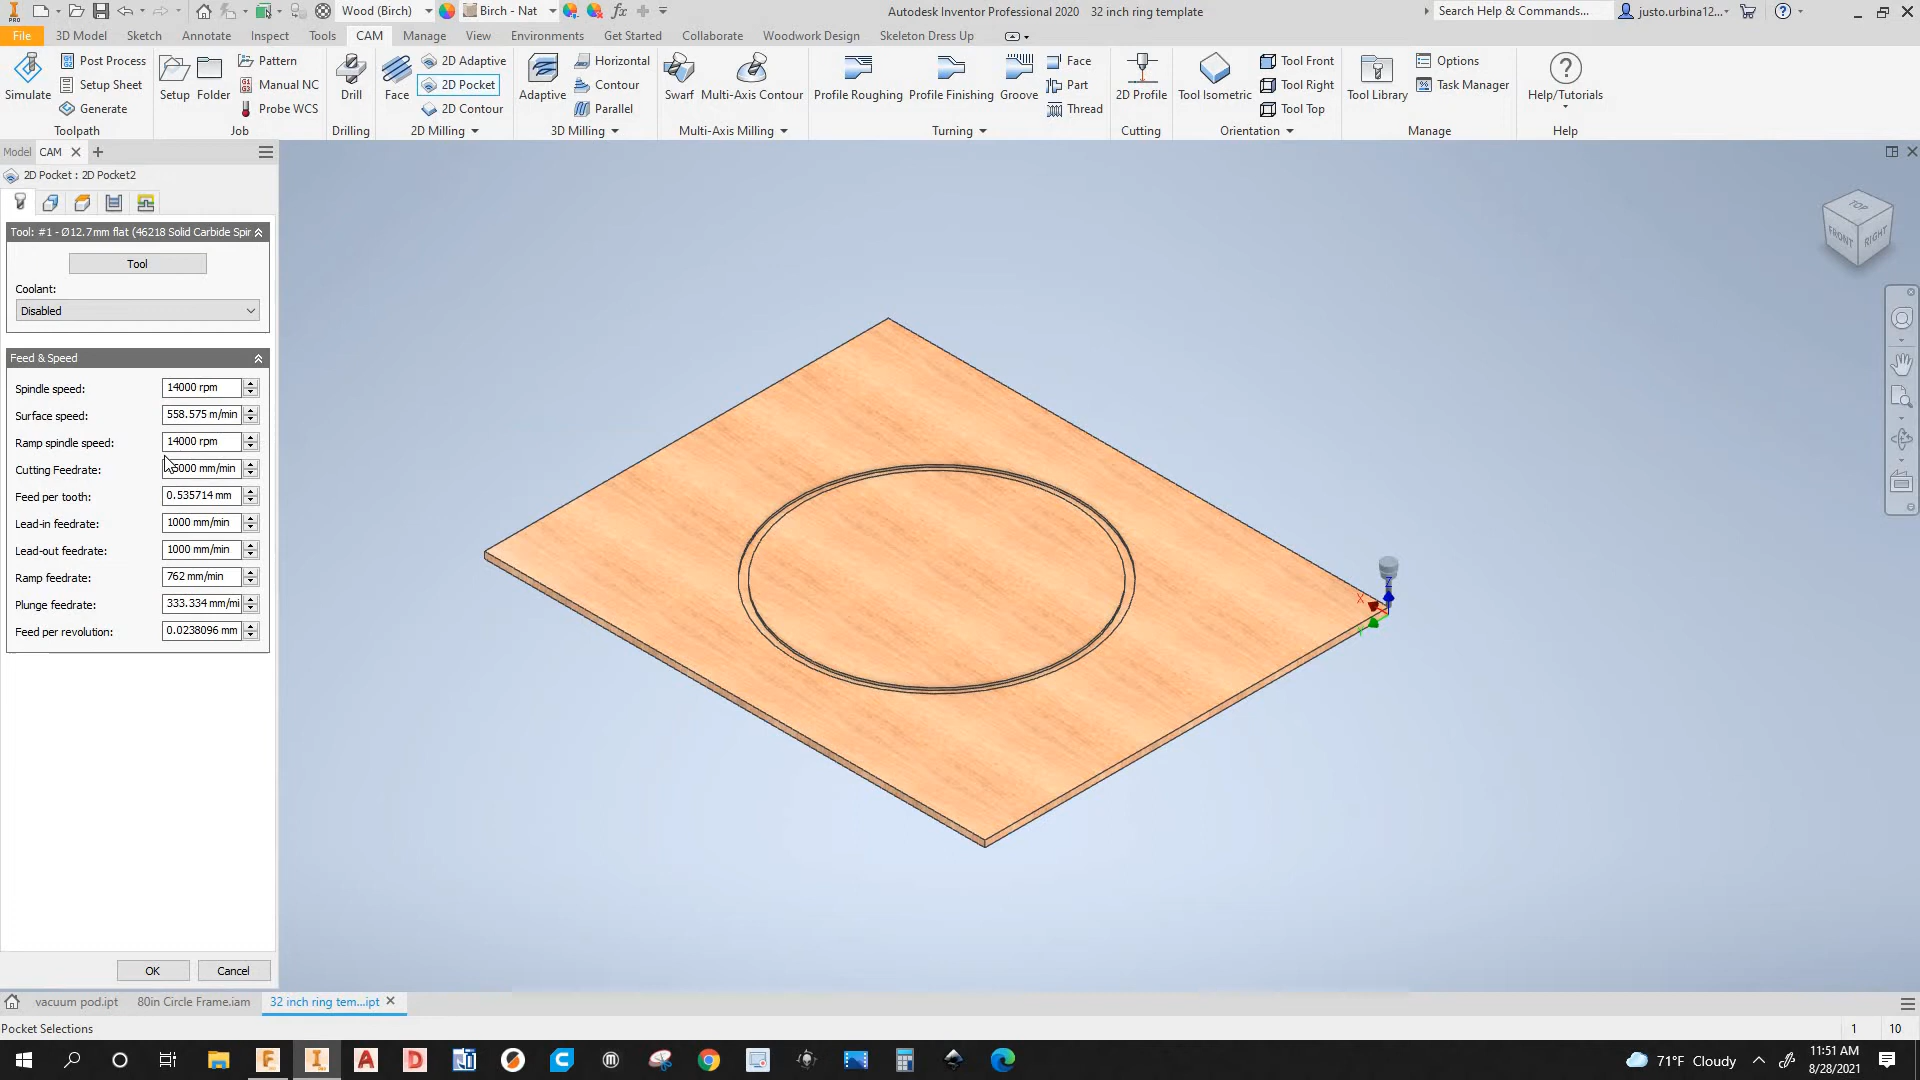 Wood (Birch)
Birch - Nat
Autodesk Inventor Professional 2020 32 inch ring template
Search Help & Commands...
justo.urbina12...
File 3D Model Sketch Annotate Inspect Tools CAM Manage View Environments Get Started Collaborate Woodwork Design Skeleton Dress Up
Simulate
Post Process
Setup Sheet
Generate
Toolpath
Setup
Folder
Pattern
Manual NC
Probe WCS
Job
Drill
Drilling
Face
2D Adaptive
2D Pocket
2D Contour
2D Milling
Adaptive
Horizontal
Contour
Parallel
3D Milling
Swarf
Multi-Axis Contour
Multi-Axis Milling
Profile Roughing
Profile Finishing
Groove
Face
Part
Thread
Turning
2D Profile
Cutting
Tool Isometric
Tool Front
Tool Right
Tool Top
Orientation
Tool Library
Options
Task Manager
Manage
Help/Tutorials
Help
Model CAM
2D Pocket : 2D Pocket2
Tool: #1 - Ø12.7mm flat (46218 Solid Carbide Spir
Tool
Coolant:
Disabled
Feed & Speed
Spindle speed: 14000 rpm
Surface speed: 558.575 m/min
Ramp spindle speed: 14000 rpm
Cutting Feedrate: 5000 mm/min
Feed per tooth: 0.535714 mm
Lead-in feedrate: 1000 mm/min
Lead-out feedrate: 1000 mm/min
Ramp feedrate: 762 mm/min
Plunge feedrate: 333.334 mm/mi
Feed per revolution: 0.0238096 mm
OK Cancel
TOP
FRONT
RIGHT
X
Z
Y
vacuum pod.ipt 80in Circle Frame.iam 32 inch ring tem...ipt
Pocket Selections
1 10
71°F Cloudy
11:51 AM
8/28/2021